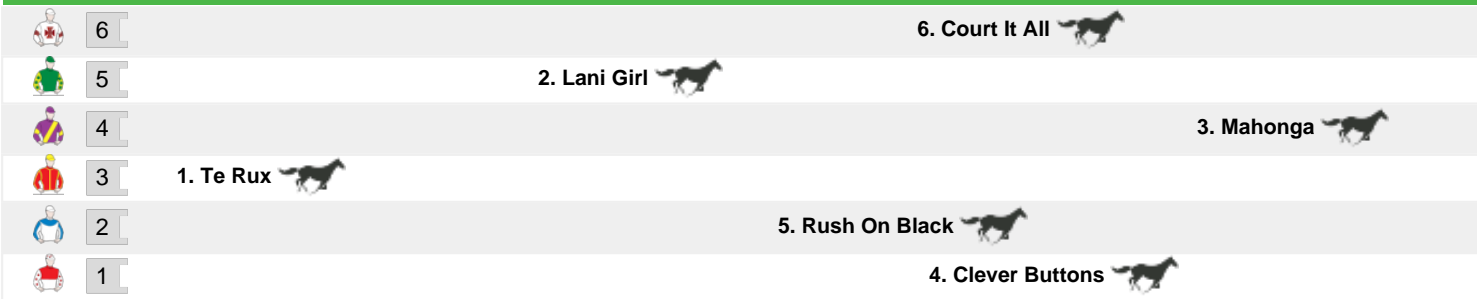 6 6. Court It All
5 2. Lani Girl
4 3. Mahonga
3 1. Te Rux
2 5. Rush On Black
1 4. Clever Buttons